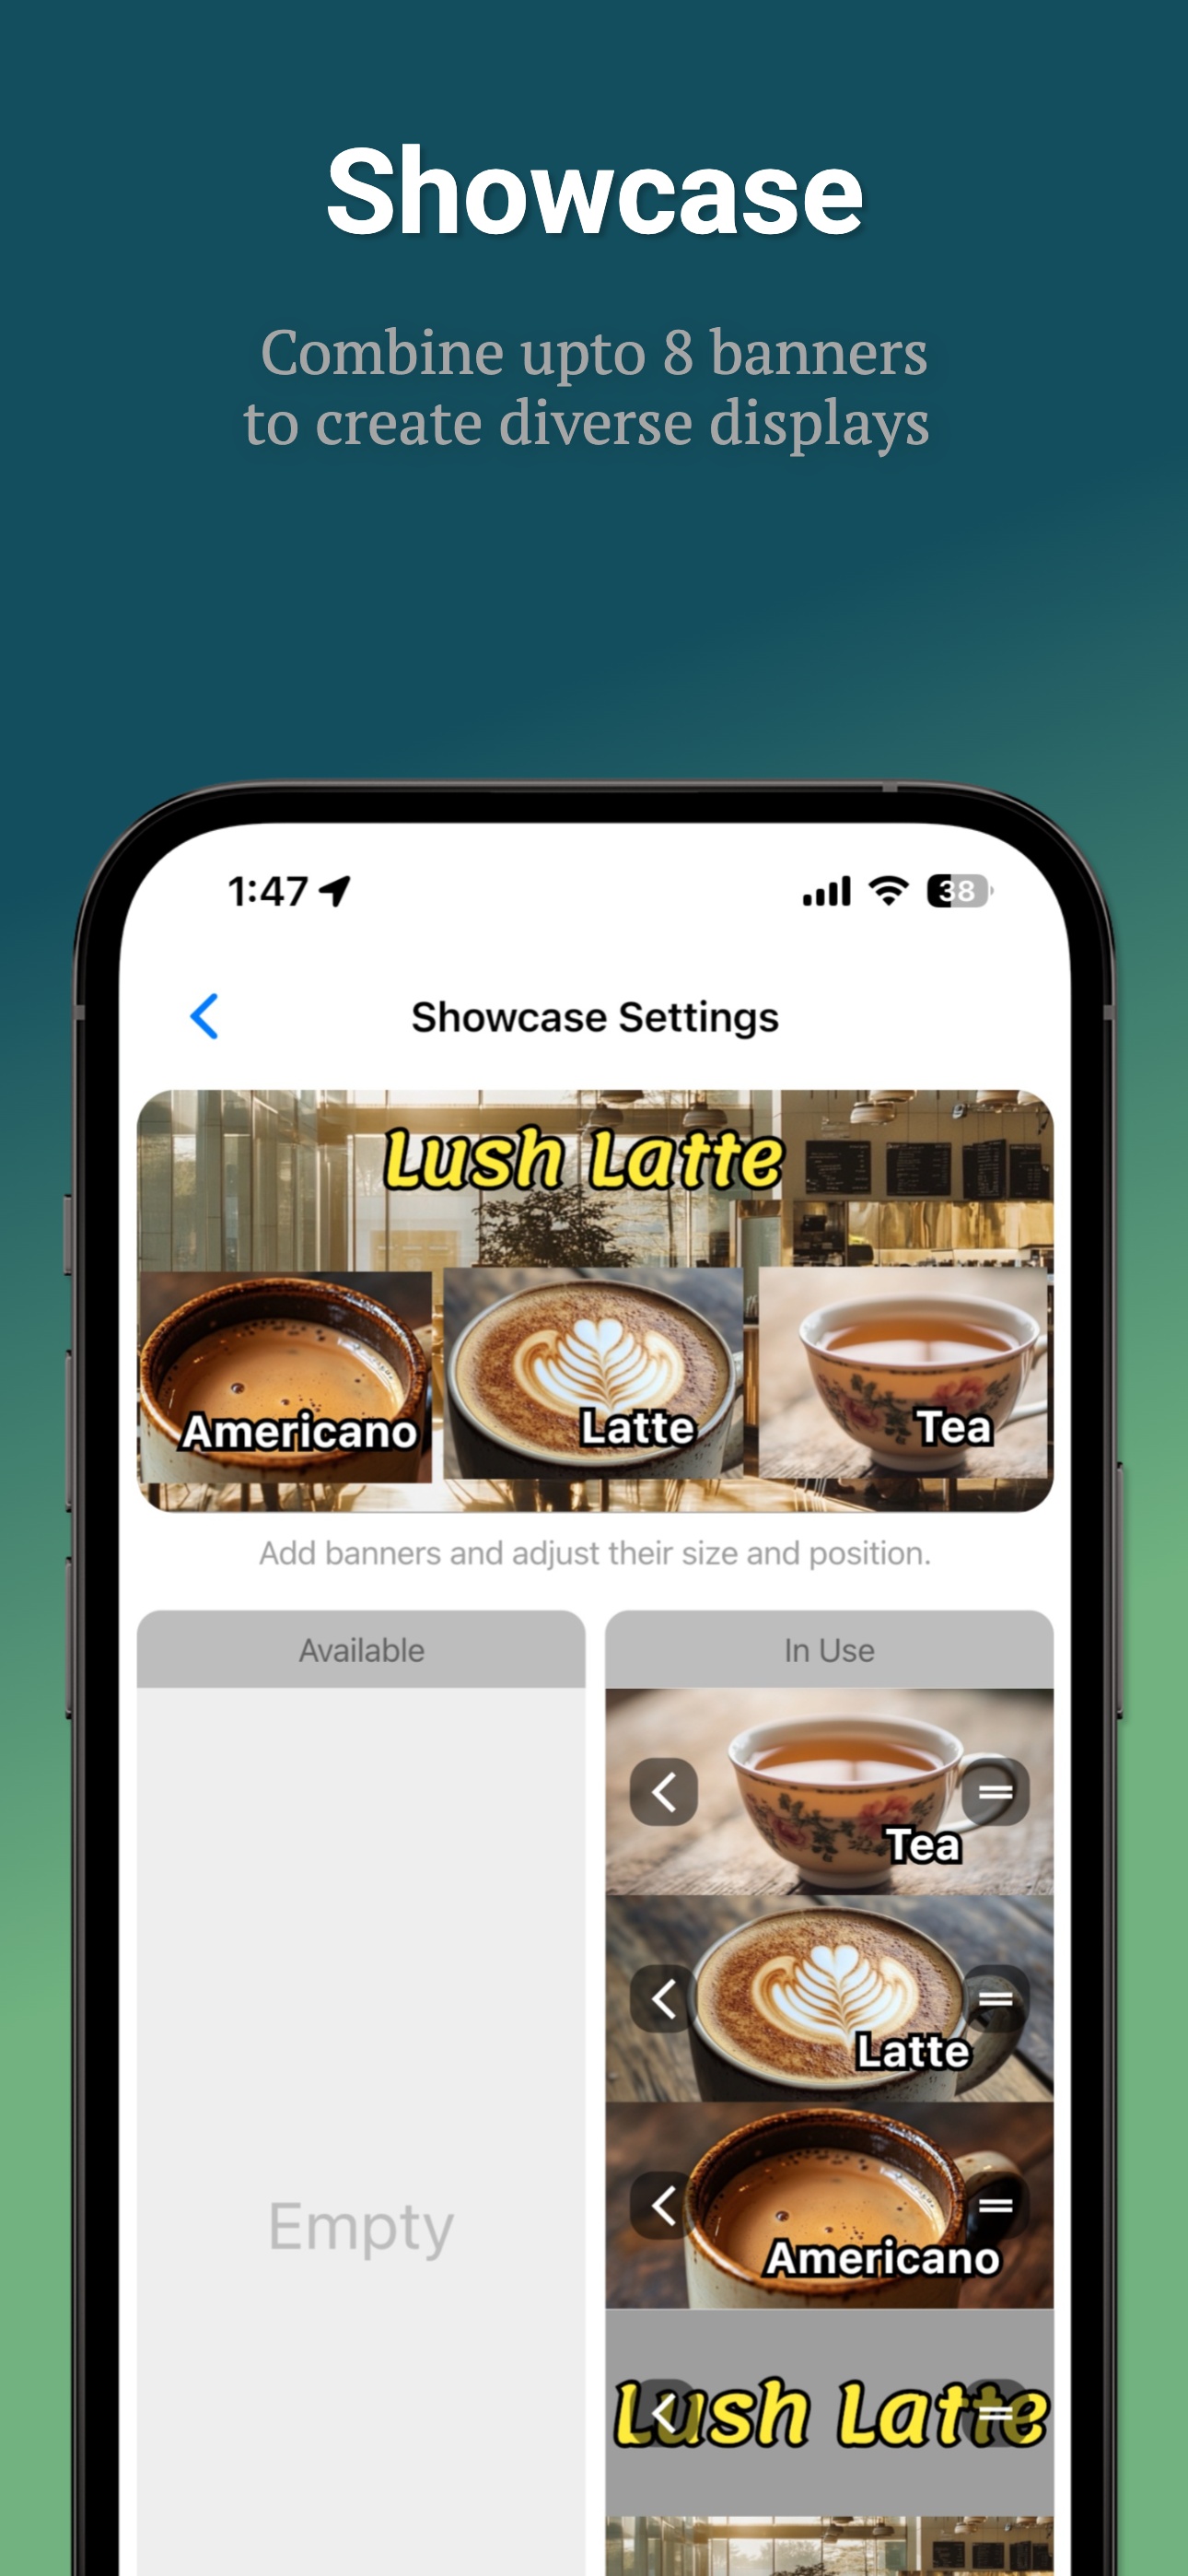 Showcase
Combine upto 8 banners
to create diverse displays
1:47
38
Showcase Settings
Lush Latte
Americano
Latte
Tea
Add banners and adjust their size and position.
Available
In Use
Tea
Latte
Empty
Americano
Lush Latte